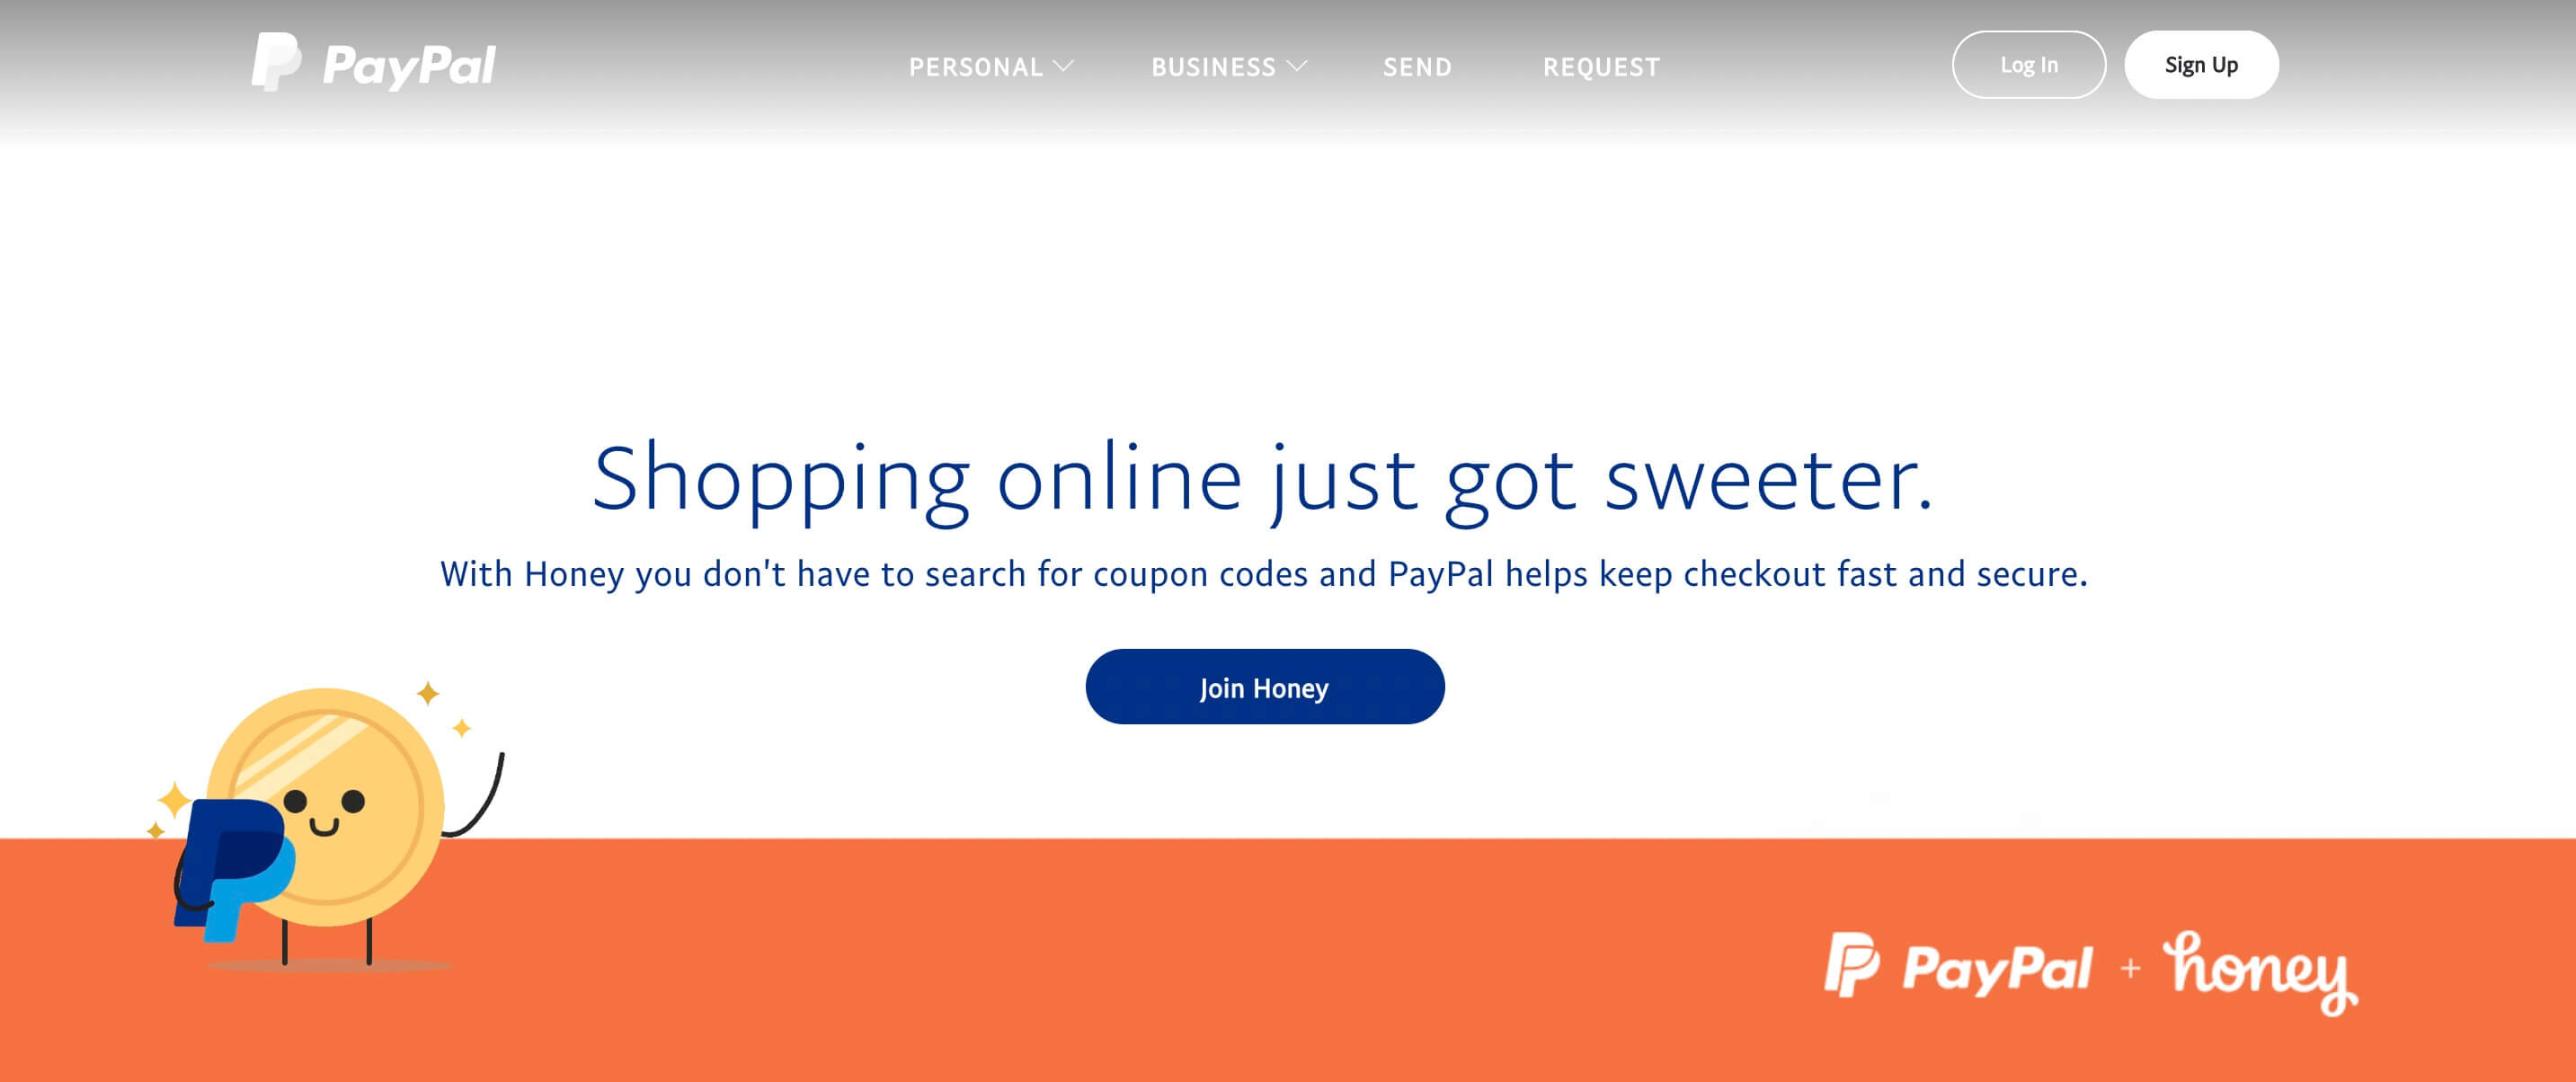 PayPal
PERSONAL
BUSINESS
SEND
REQUEST
Log In
Sign Up
Shopping online just got sweeter.
With Honey you don't have to search for coupon codes and PayPal helps keep checkout fast and secure.
Join Honey
PayPal + honey